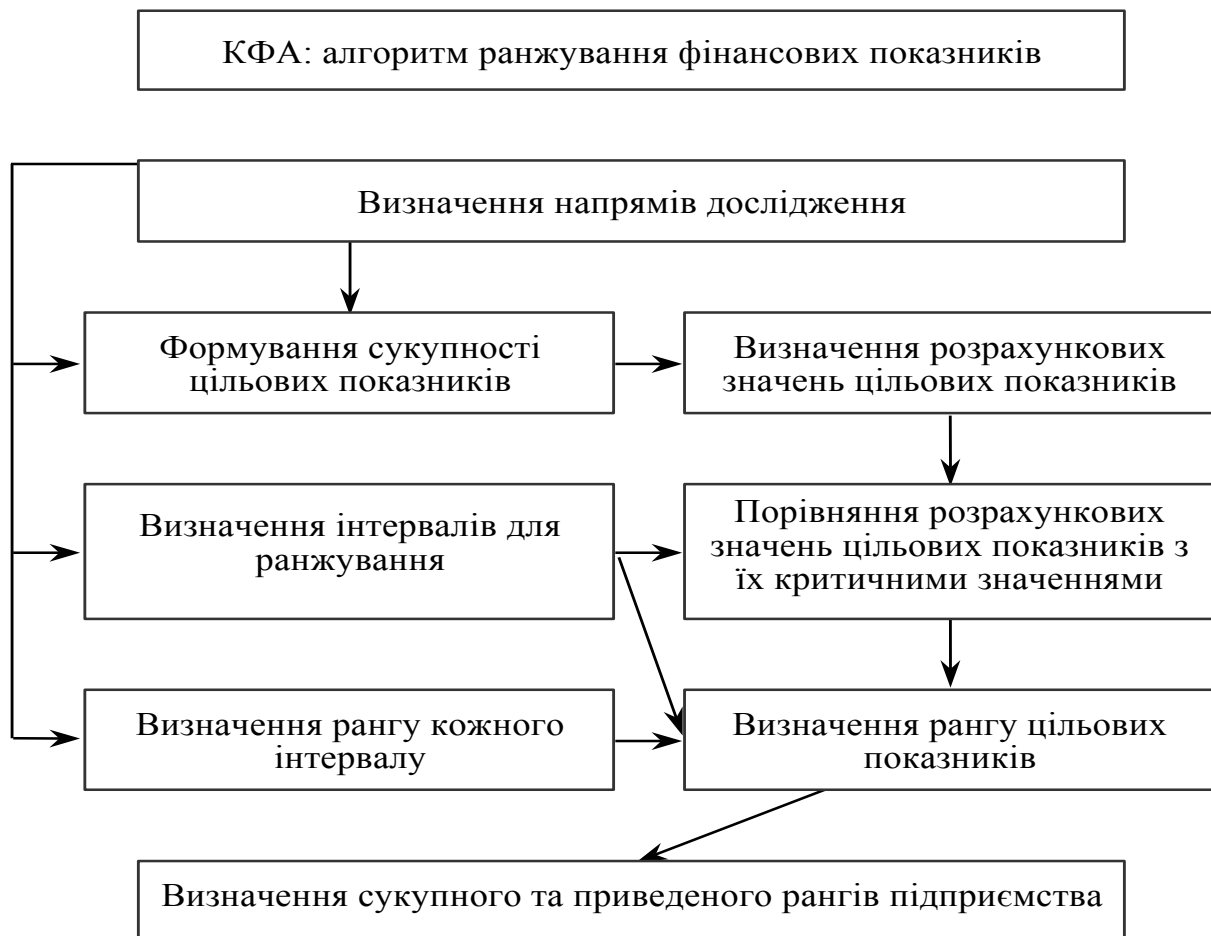 КФА: алгоритм ранжування фінансових показників
Визначення напрямів дослідження
Формування сукупності
цільових показників
Визначення розрахункових
значень цільових показників
Визначення інтервалів для
ранжування
Порівняння розрахункових
значень цільових показників з
їх критичними значеннями
Визначення рангу кожного
інтервалу
Визначення рангу цільових
показників
Визначення сукупного та приведеного рангів підприємства